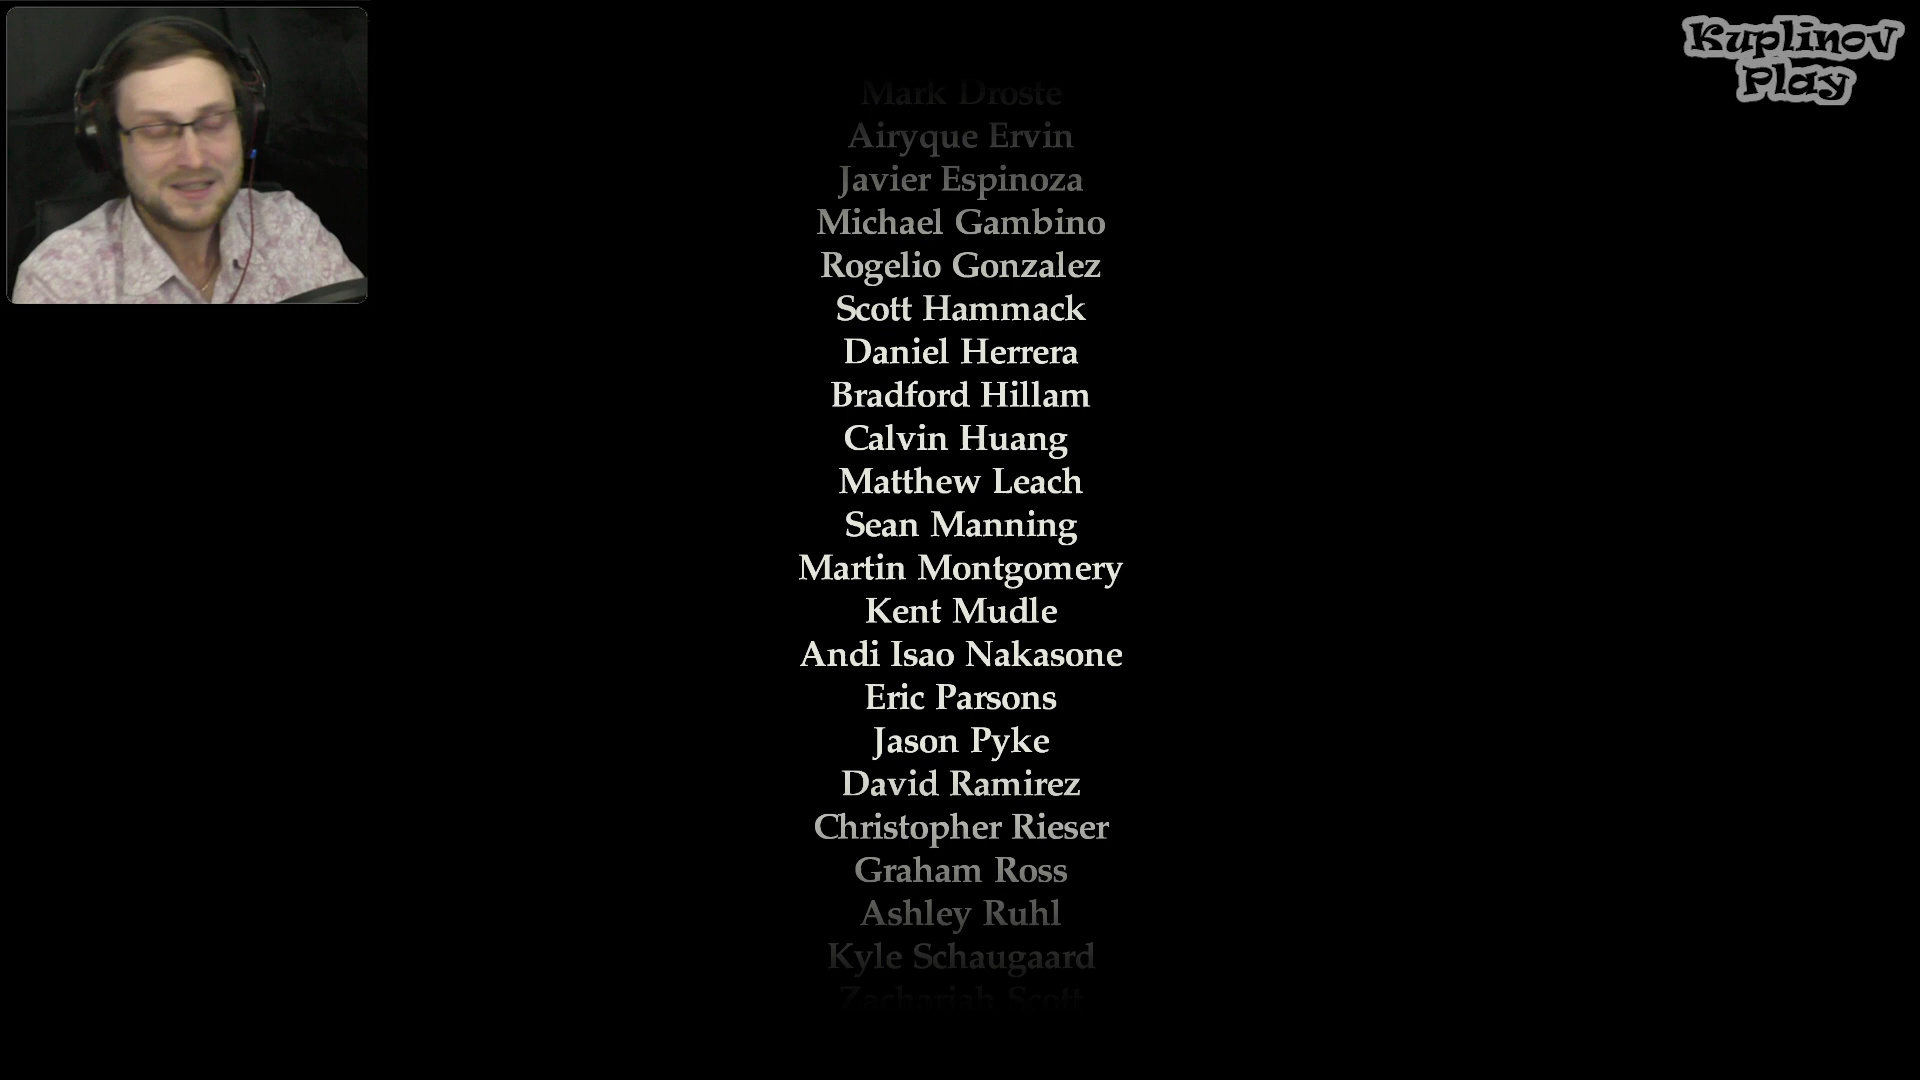 Kuplinov
Play
Mark Droste
Airyque Ervin
Javier Espinoza
Michael Gambino
Rogelio Gonzalez
Scott Hammack
Daniel Herrera
Bradford Hillam
Calvin Huang
Matthew Leach
Sean Manning
Martin Montgomery
Kent Mudle
Andi Isao Nakasone
Eric Parsons
Jason Pyke
David Ramirez
Christopher Rieser
Graham Ross
Ashley Ruhl
Kyle Schaugaard
Zachariah Scott